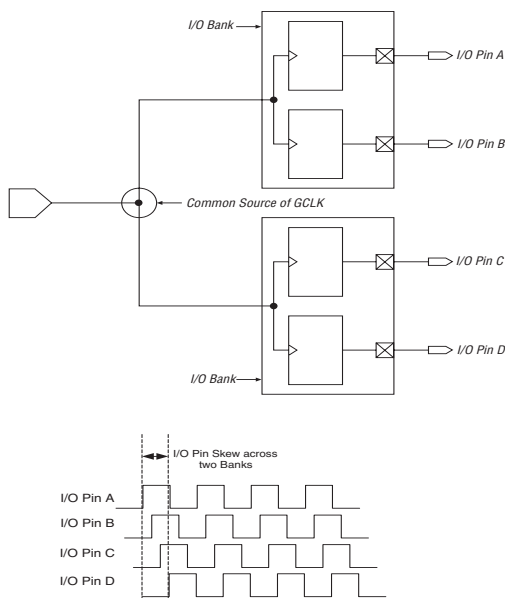 I/O Bank
I/O Pin A
I/O Pin B
Common Source of GCLK
I/O Pin C
I/O Pin D
I/O Bank
I/O Pin Skew across
two Banks
I/O Pin A
I/O Pin B
I/O Pin C
I/O Pin D